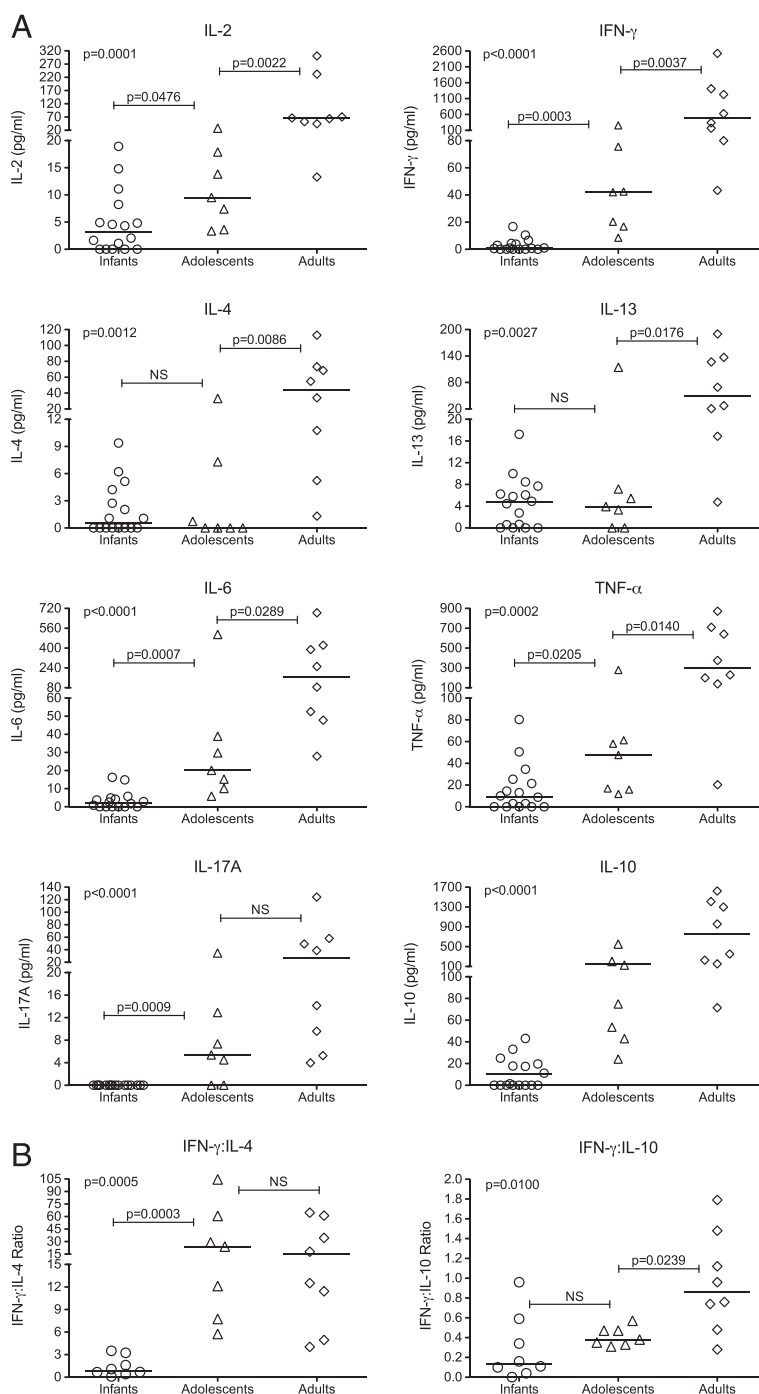 A
IL-2
IL-2 (pg/ml)
320
270
220
170
120
70
20
20
15
10
5
0
p=0.0001
p=0.0476
p=0.0022
Infants Adolescents Adults
IFN-γ
IFN-γ (pg/ml)
2600
2100
1600
1100
600
100
80
60
40
20
0
p<0.0001
p=0.0003
p=0.0037
Infants Adolescents Adults
IL-4
IL-4 (pg/ml)
120
100
80
60
40
20
12
9
6
3
0
p=0.0012
NS
p=0.0086
Infants Adolescents Adults
IL-13
IL-13 (pg/ml)
200
140
80
20
20
16
12
8
4
0
p=0.0027
NS
p=0.0176
Infants Adolescents Adults
IL-6
IL-6 (pg/ml)
720
560
400
240
80
60
50
40
30
20
10
0
p<0.0001
p=0.0007
p=0.0289
Infants Adolescents Adults
TNF-α
TNF-α (pg/ml)
900
700
500
300
100
100
80
60
40
20
0
p=0.0002
p=0.0205
p=0.0140
Infants Adolescents Adults
IL-17A
IL-17A (pg/ml)
140
120
100
80
60
40
20
20
16
12
8
4
0
p<0.0001
p=0.0009
NS
Infants Adolescents Adults
IL-10
IL-10 (pg/ml)
1700
1300
900
500
100
100
80
60
40
20
0
p<0.0001
Infants Adolescents Adults
B
IFN-γ:IL-4
IFN-γ:IL-4 Ratio
105
90
75
60
45
30
15
15
12
9
6
3
0
p=0.0005
p=0.0003
NS
Infants Adolescents Adults
IFN-γ:IL-10
IFN-γ:IL-10 Ratio
2.0
1.8
1.6
1.4
1.2
1.0
0.8
0.6
0.4
0.2
0.0
p=0.0100
NS
p=0.0239
Infants Adolescents Adults